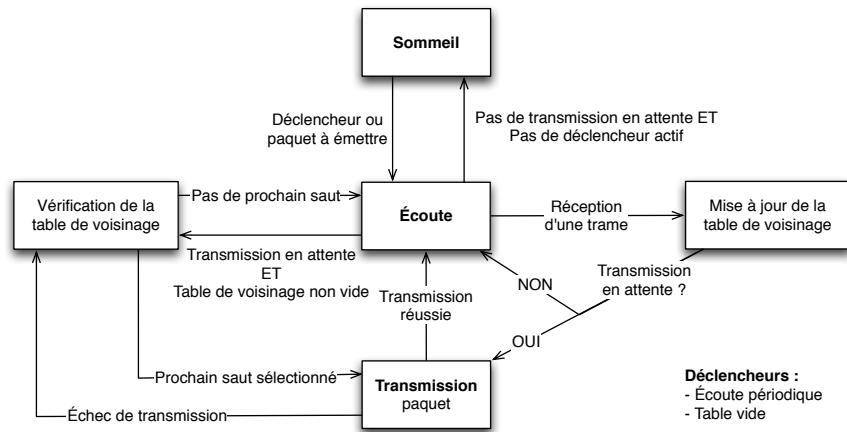 Sommeil
Déclencheur ou
paquet à émettre
Pas de transmission en attente ET
Pas de déclencheur actif
Vérification de la
table de voisinage
Pas de prochain saut
Écoute
Réception
d'une trame
Mise à jour de la
table de voisinage
Transmission en attente
ET
Table de voisinage non vide
Transmission
réussie
NON
Transmission
en attente ?
OUI
Prochain saut sélectionné
Transmission
paquet
Échec de transmission
Déclencheurs :
- Écoute périodique
- Table vide